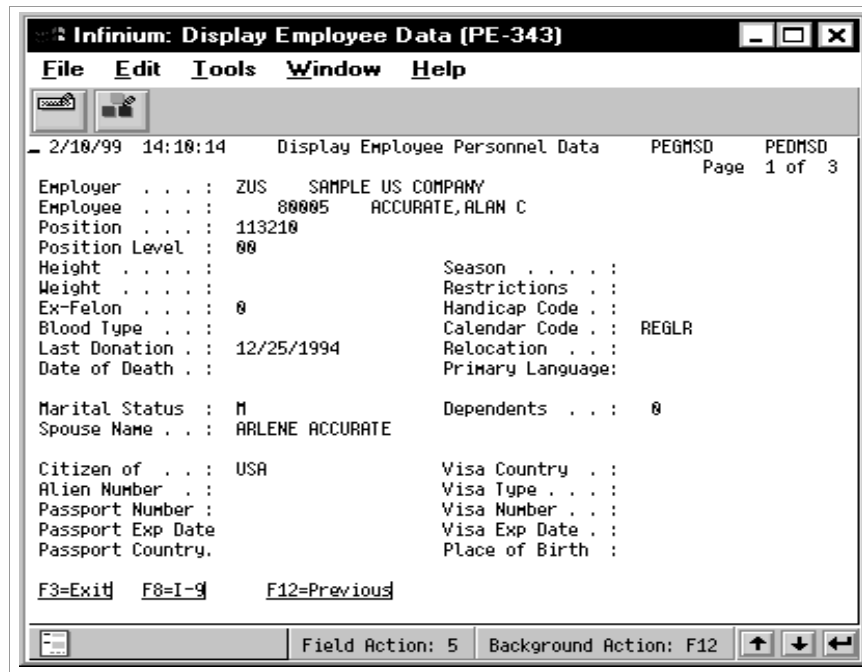 Infinium: Display Employee Data (PE-343)
File Edit Tools Window Help
2/10/99 14:10:14 Display Employee Personnel Data PEGMSD PEDMSD
Page 1 of 3
Employer . . . : ZUS SAMPLE US COMPANY
Employee . . . : 80005 ACCURATE,ALAN C
Position . . . : 113210
Position Level : 00
Height . . . . : Season . . . . :
Weight . . . . : Restrictions . :
Ex-Felon . . . : 0 Handicap Code . :
Blood Type . . : Calendar Code . : REGLR
Last Donation . : 12/25/1994 Relocation . . :
Date of Death . : Primary Language:
Marital Status : M Dependents . . : 0
Spouse Name . . : ARLENE ACCURATE
Citizen of . . : USA Visa Country . :
Alien Number . : Visa Type . . . :
Passport Number : Visa Number . . :
Passport Exp Date Visa Exp Date . :
Passport Country. Place of Birth :
F3=Exit F8=I-9 F12=Previous
Field Action: 5 Background Action: F12